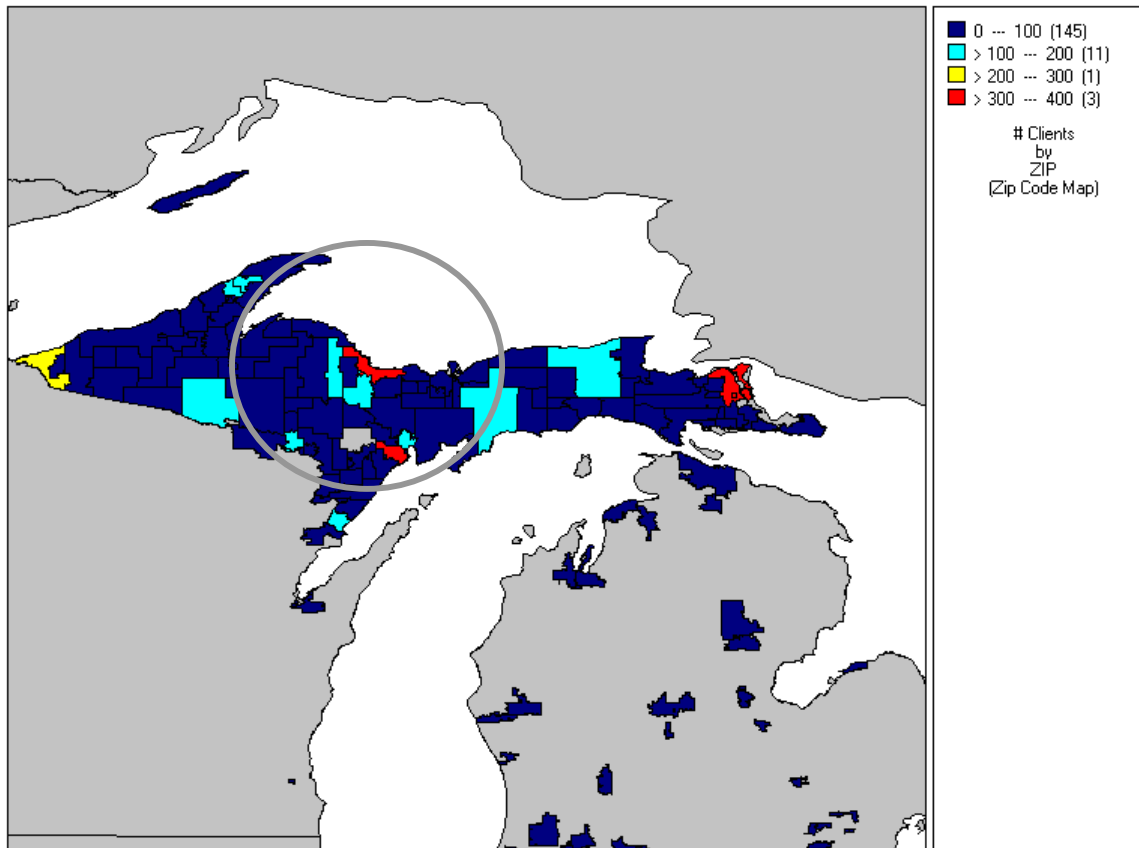 0 --- 100 (145)
> 100 --- 200 (11)
> 200 --- 300 (1)
> 300 --- 400 (3)
# Clients
by
ZIP
(Zip Code Map)